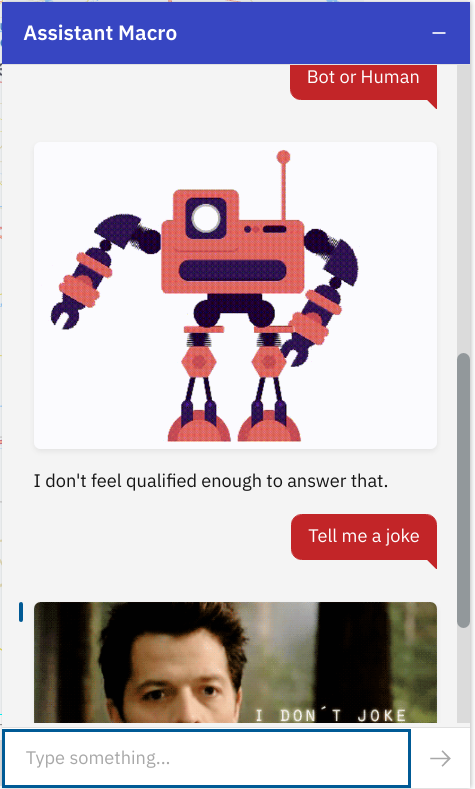 Assistant Macro
Bot or Human
I don't feel qualified enough to answer that.
Tell me a joke
I DON´T JOKE
Type something...